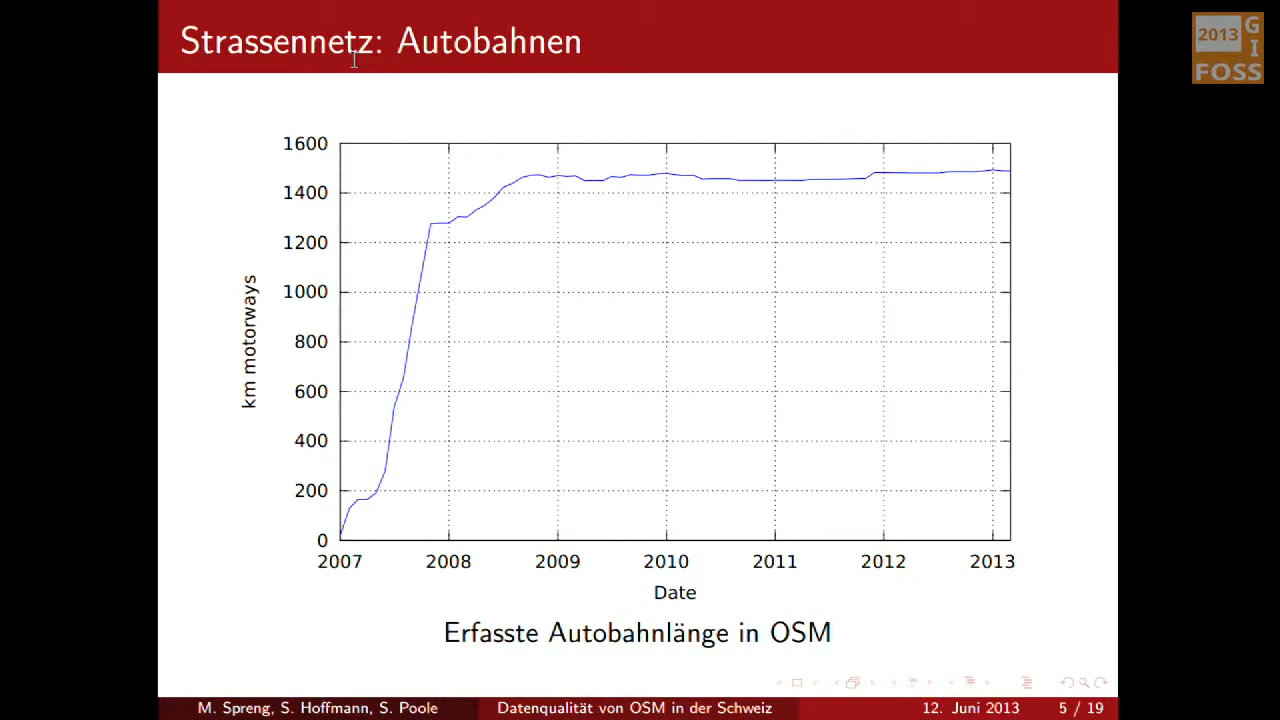 Strassennetz: Autobahnen
2013 G I
FOSS
1600
1400
1200
1000
800
600
400
200
0
km motorways
2007 2008 2009 2010 2011 2012 2013
Date
Erfasste Autobahnlänge in OSM
M. Spreng, S. Hoffmann, S. Poole Datenqualität von OSM in der Schweiz 12. Juni 2013 5 / 19